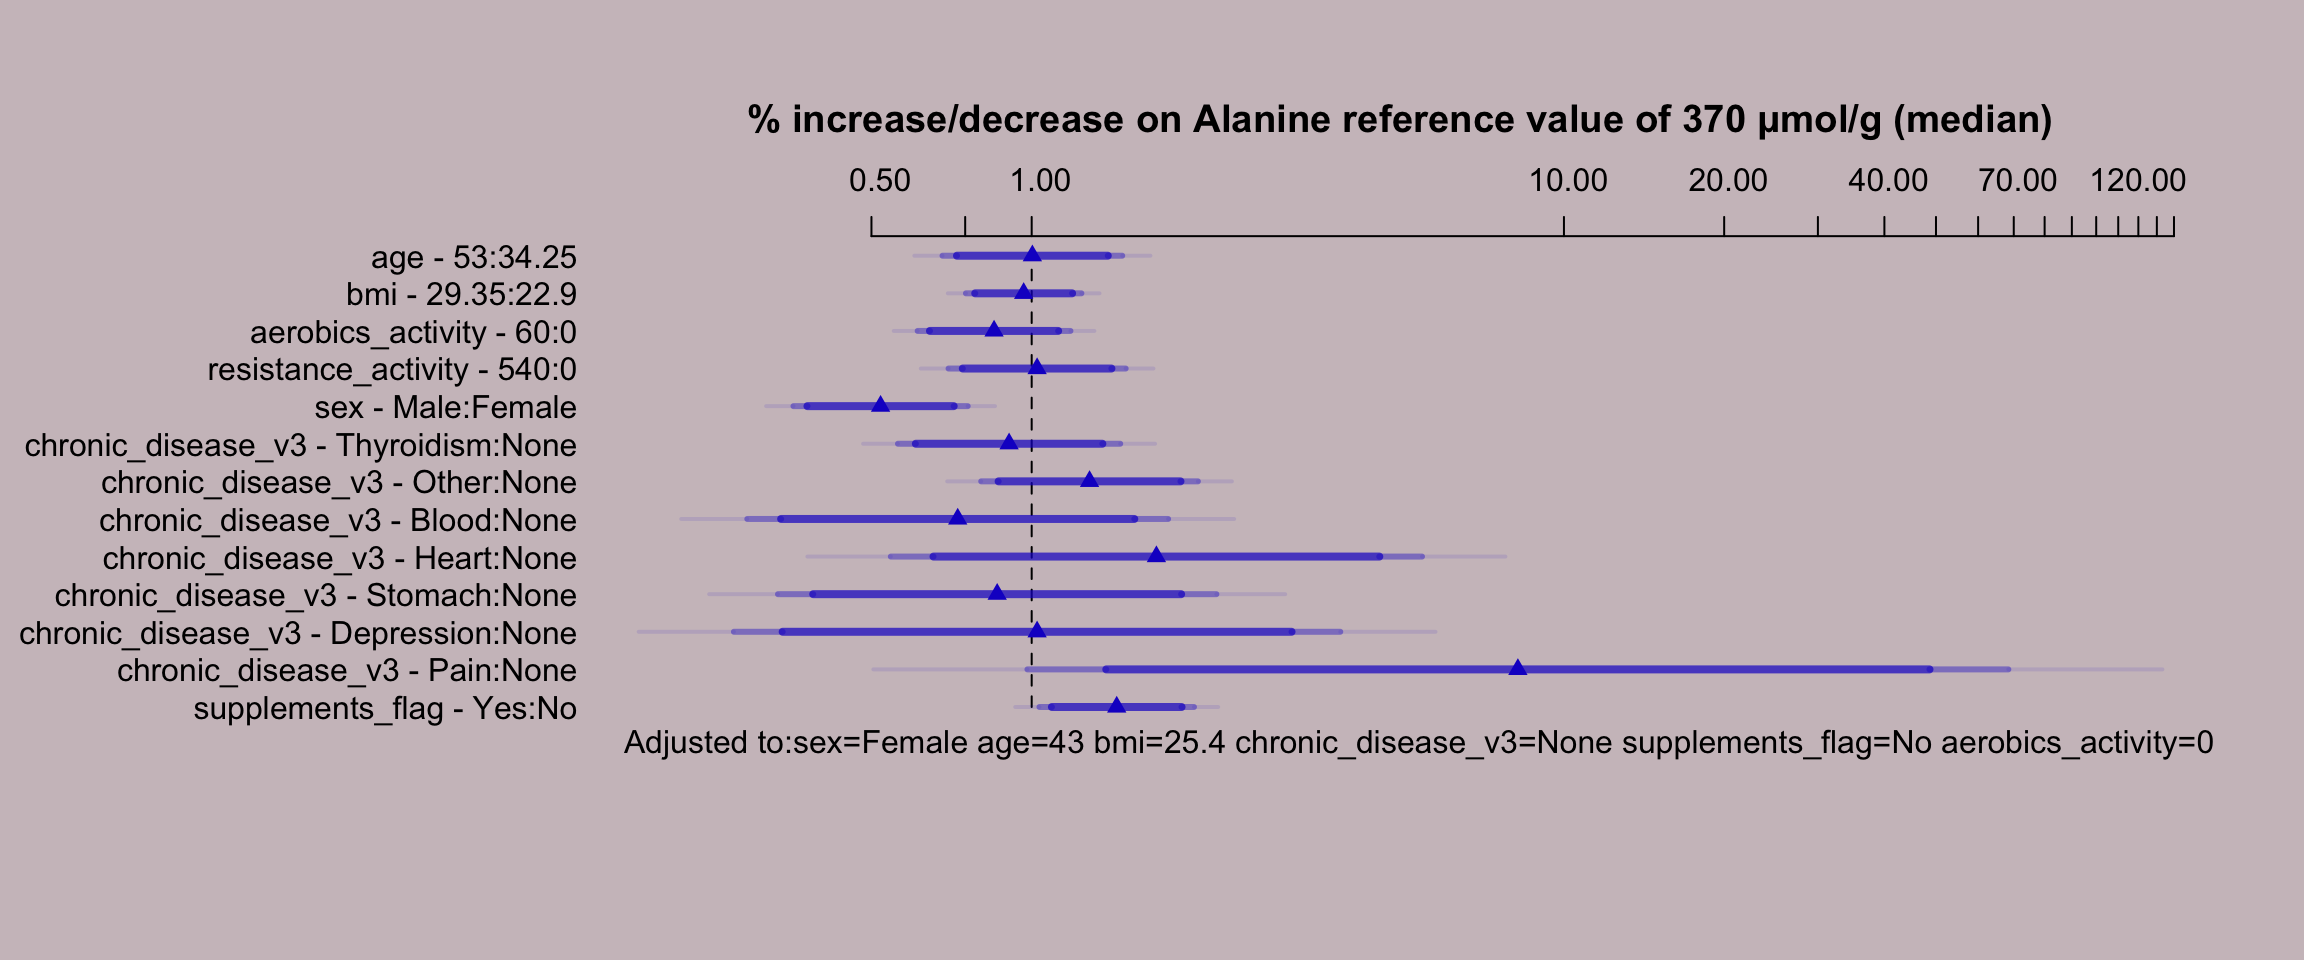 % increase/decrease on Alanine reference value of 370 µmol/g (median)
0.50 1.00 10.00 20.00 40.00 70.00 120.00
age - 53:34.25
bmi - 29.35:22.9
aerobics_activity - 60:0
resistance_activity - 540:0
sex - Male:Female
chronic_disease_v3 - Thyroidism:None
chronic_disease_v3 - Other:None
chronic_disease_v3 - Blood:None
chronic_disease_v3 - Heart:None
chronic_disease_v3 - Stomach:None
chronic_disease_v3 - Depression:None
chronic_disease_v3 - Pain:None
supplements_flag - Yes:No
Adjusted to:sex=Female age=43 bmi=25.4 chronic_disease_v3=None supplements_flag=No aerobics_activity=0